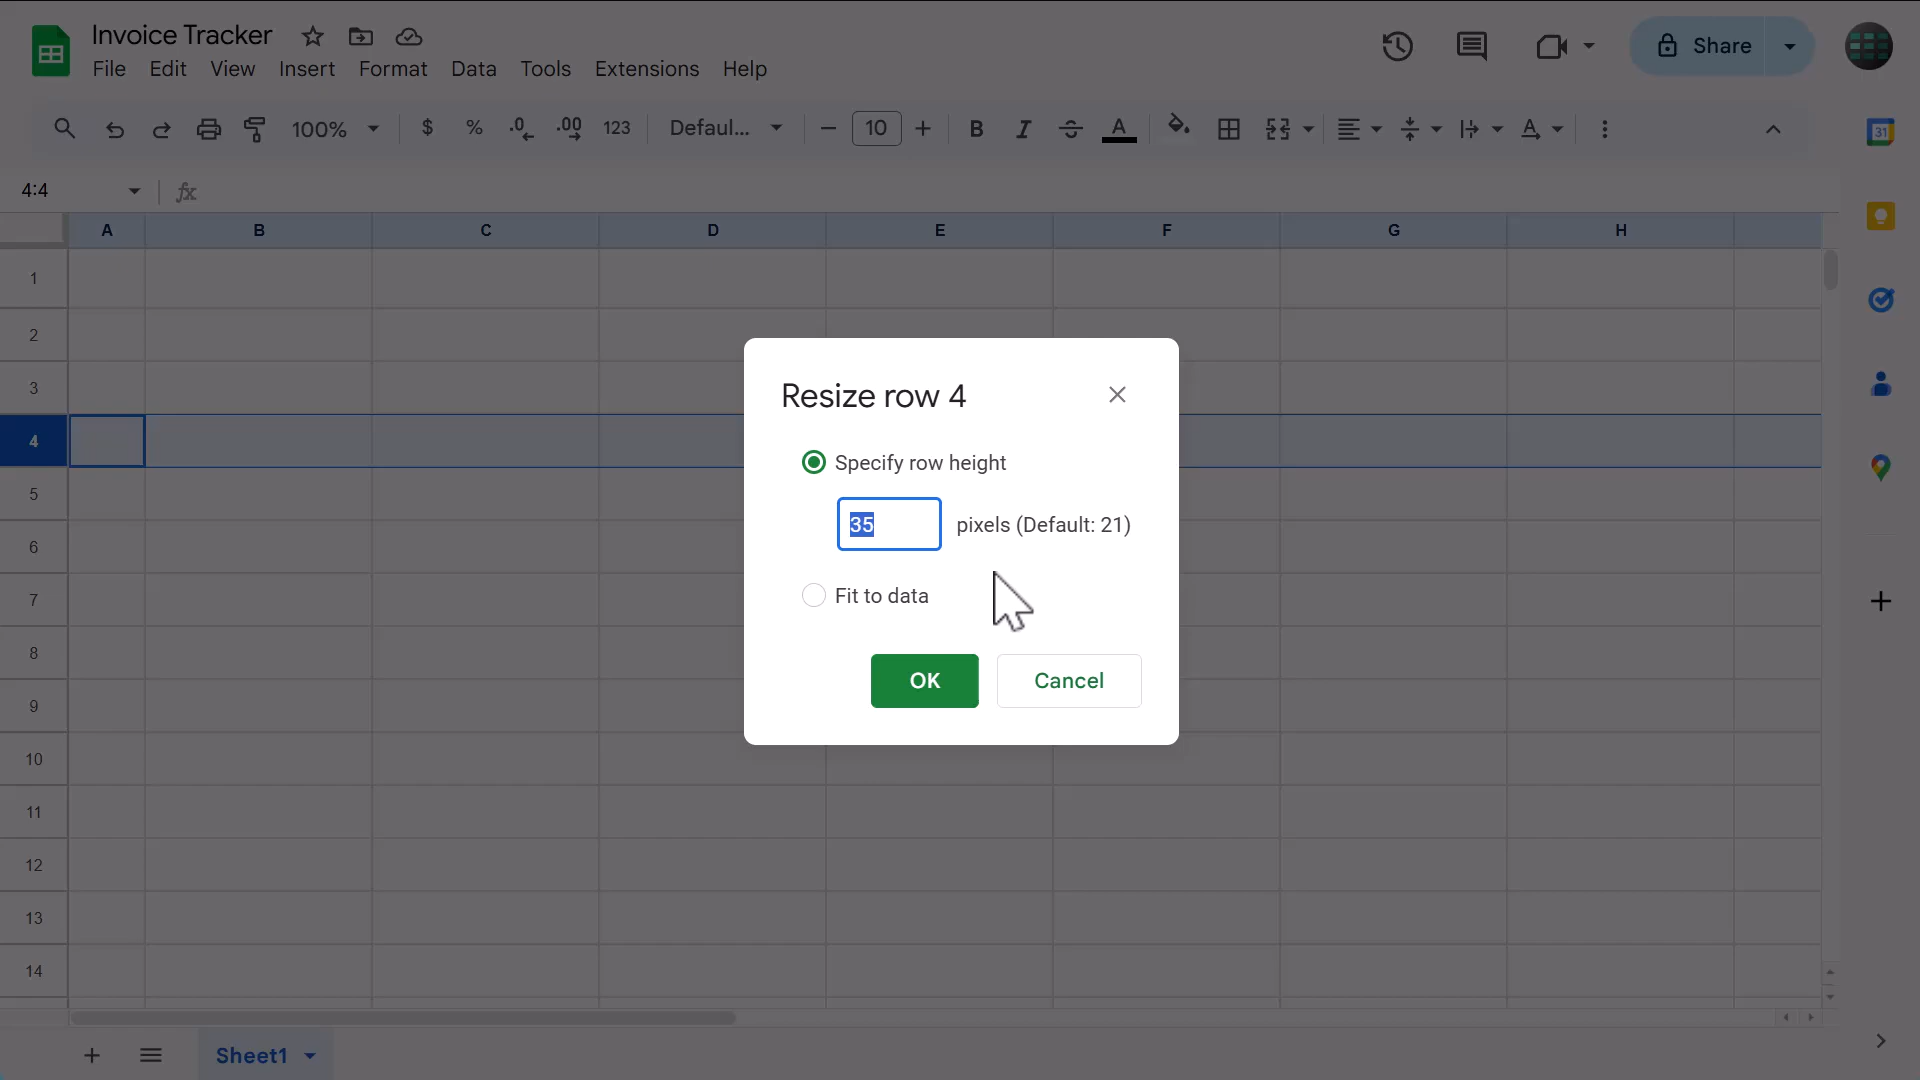 Invoice Tracker
File Edit View Insert Format Data Tools Extensions Help
Share
100% $ % .0 .00 123 Defaul... 10 B I A A
31
4:4 fx
A B C D E F G H
1
2
3
4
5
6
7
8
9
10
11
12
13
14
Resize row 4
Specify row height
35 pixels (Default: 21)
Fit to data
OK Cancel
Sheet1